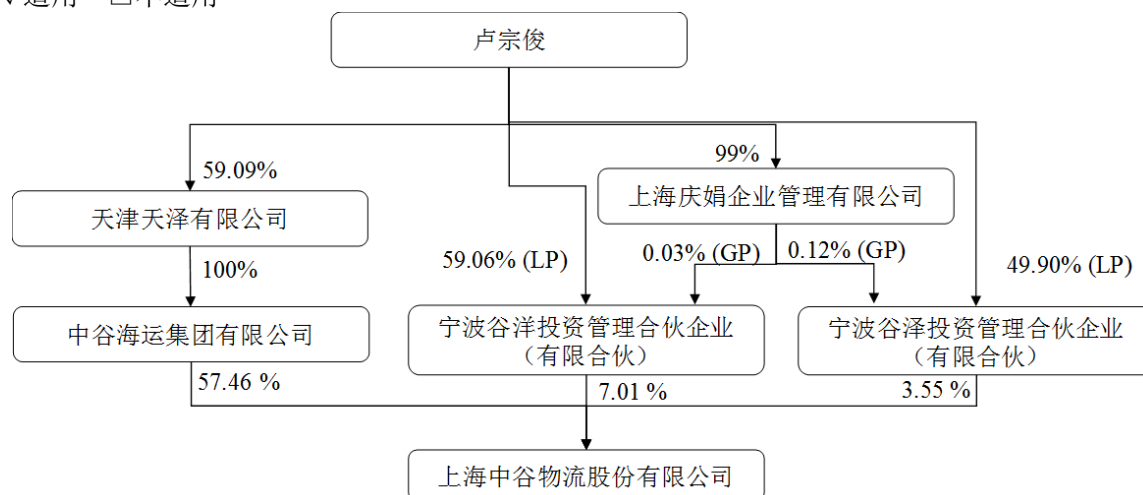 √适用 □不适用
卢宗俊
59.09%
99%
天津天泽有限公司
上海庆娟企业管理有限公司
100%
59.06% (LP)
0.03% (GP)
0.12% (GP)
49.90% (LP)
中谷海运集团有限公司
宁波谷洋投资管理合伙企业
（有限合伙）
宁波谷泽投资管理合伙企业
（有限合伙）
57.46 %
7.01 %
3.55 %
上海中谷物流股份有限公司